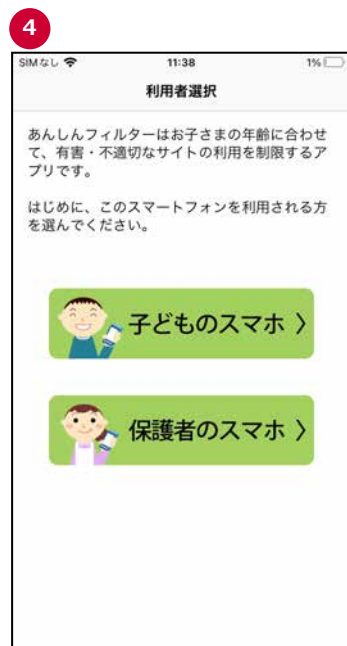 4
SIMなし 11:38 1%
利用者選択
あんしんフィルターはお子さまの年齢に合わせ
て、有害・不適切なサイトの利用を制限するア
プリです。
はじめに、このスマートフォンを利用される方
を選んでください。
子どものスマホ 〉
保護者のスマホ 〉